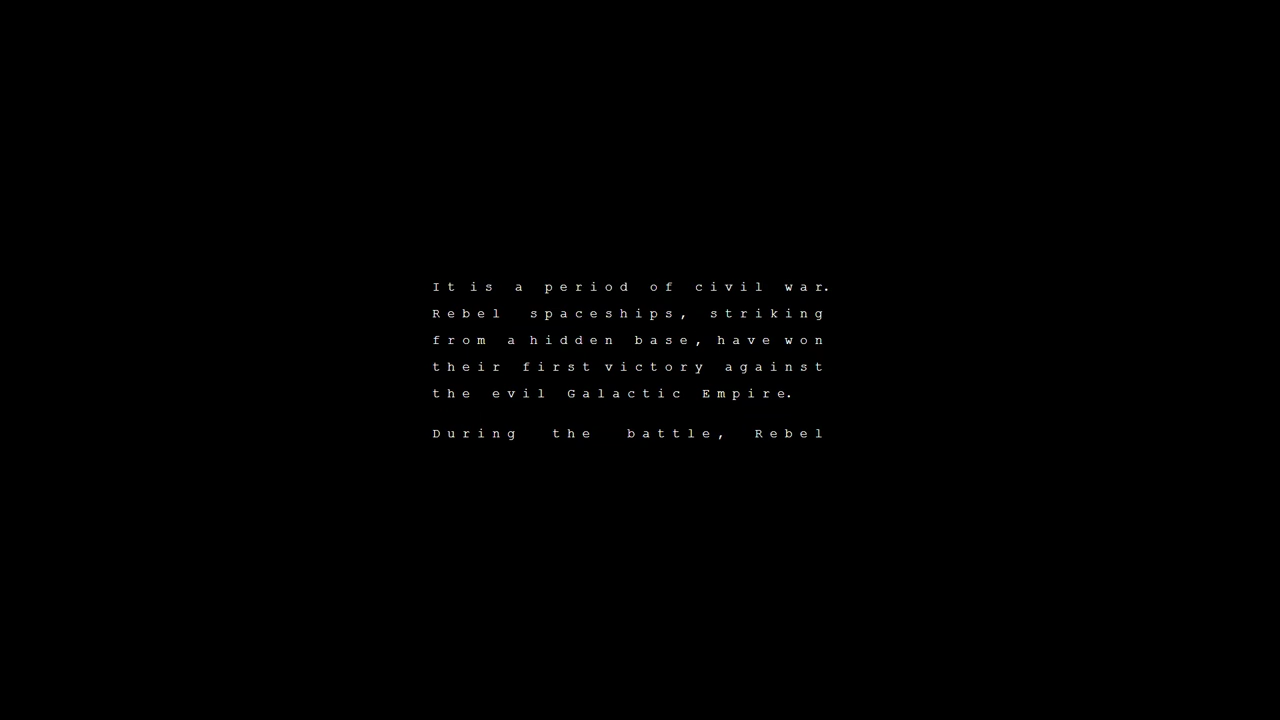 It is a period of civil war.
Rebel spaceships, striking
from a hidden base, have won
their first victory against
the evil Galactic Empire.
During the battle, Rebel